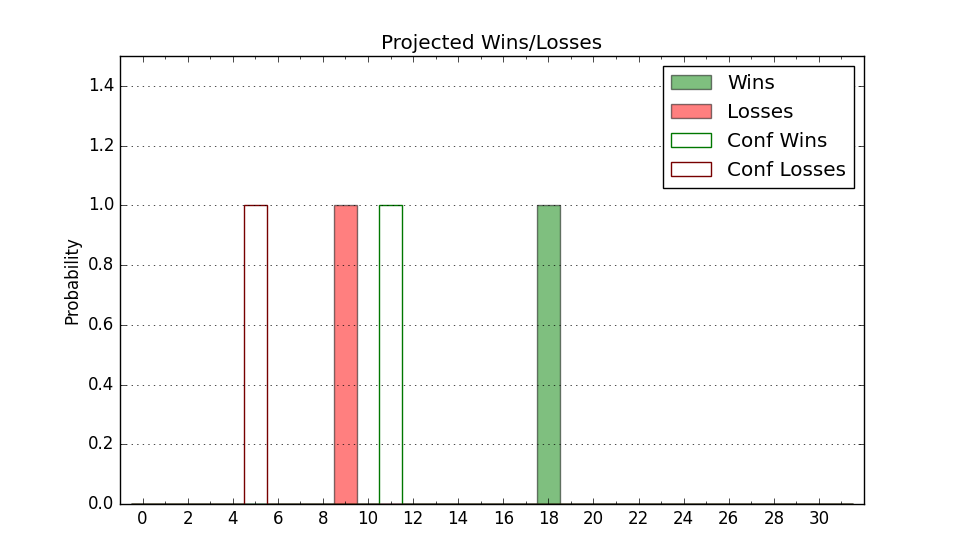 Projected Wins/Losses
Wins
Losses
Conf Wins
Conf Losses
Probability
1.4
1.2
1.0
0.8
0.6
0.4
0.2
0.0
0 2 4 6 8 10 12 14 16 18 20 22 24 26 28 30